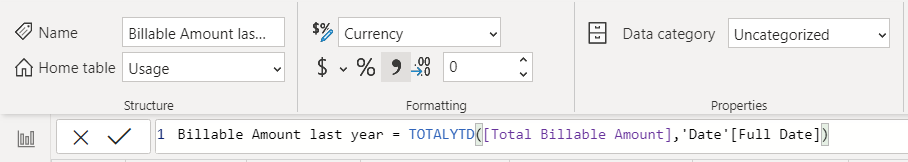 Name
Billable Amount las...
Home table
Usage
Structure
$%
Currency
$
%
,
.00
.0
0
Formatting
Data category
Uncategorized
Properties
1 Billable Amount last year = TOTALYTD([Total Billable Amount],'Date'[Full Date])